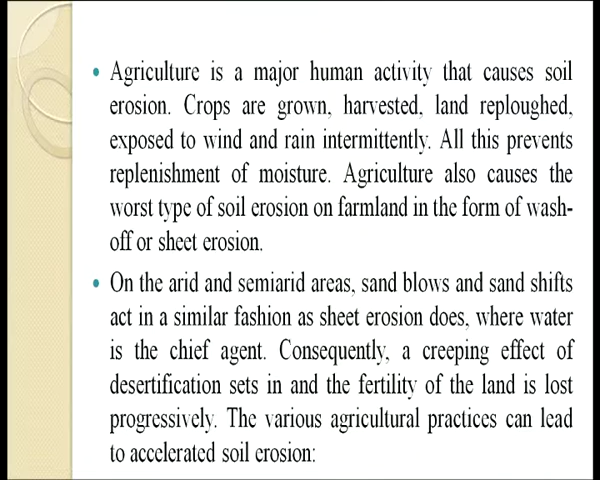 • Agriculture is a major human activity that causes soil
erosion. Crops are grown, harvested, land reploughed,
exposed to wind and rain intermittently. All this prevents
replenishment of moisture. Agriculture also causes the
worst type of soil erosion on farmland in the form of wash-
off or sheet erosion.
• On the arid and semiarid areas, sand blows and sand shifts
act in a similar fashion as sheet erosion does, where water
is the chief agent. Consequently, a creeping effect of
desertification sets in and the fertility of the land is lost
progressively. The various agricultural practices can lead
to accelerated soil erosion: